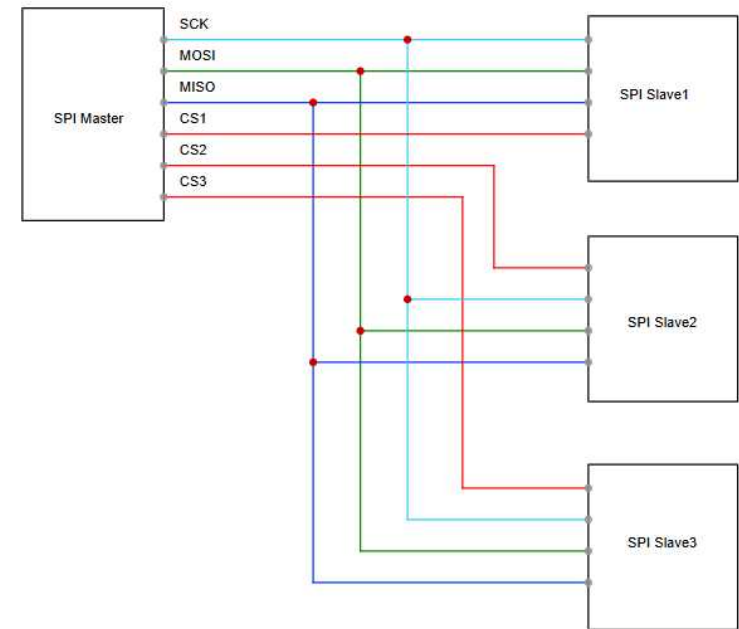 SCK
MOSI
MISO
CS1
CS2
CS3
SPI Master
SPI Slave1
SPI Slave2
SPI Slave3